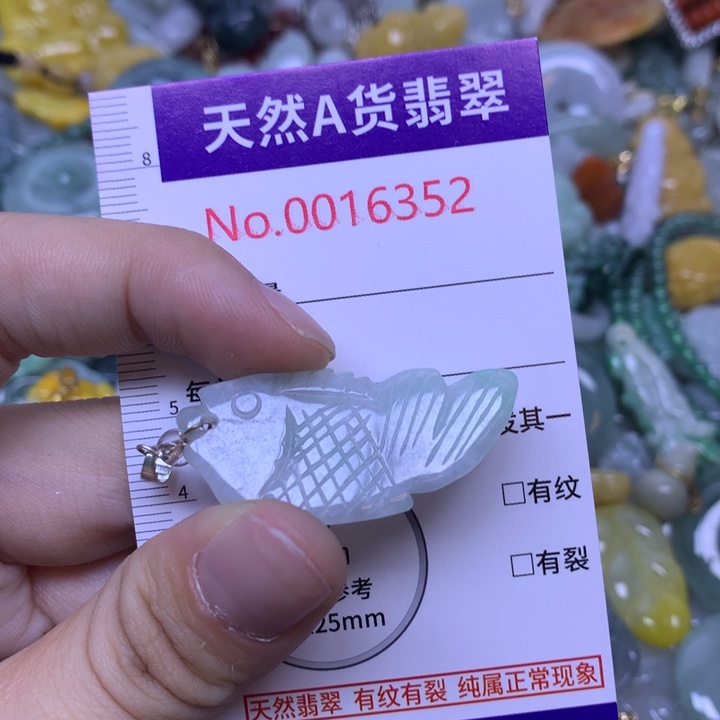 天然A货翡翠
8
No.0016352
5
发其一
4
□有纹
□有裂
参考
25mm
天然翡翠 有纹有裂 纯属正常现象